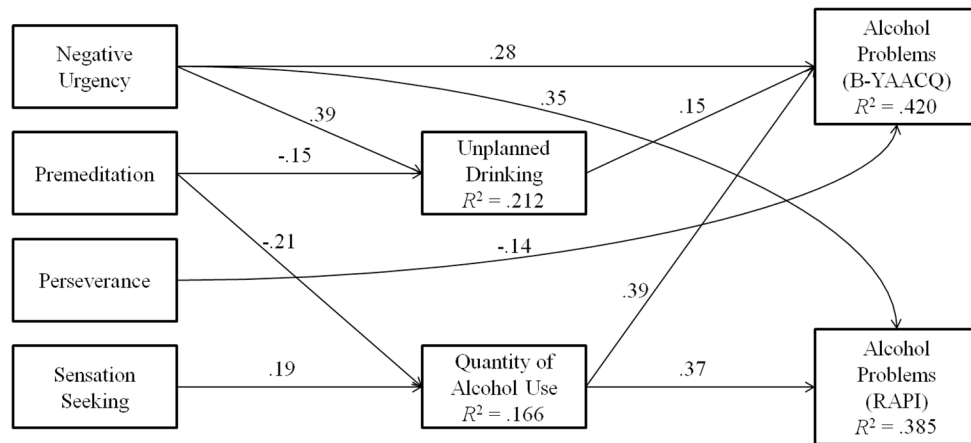 Negative
Urgency
.28
.35
Alcohol
Problems
(B-YAACQ)
R² = .420
.39
.15
Premeditation
-.15
Unplanned
Drinking
R² = .212
-.21
-.14
Perseverance
.39
Sensation
Seeking
.19
Quantity of
Alcohol Use
R² = .166
.37
Alcohol
Problems
(RAPI)
R² = .385